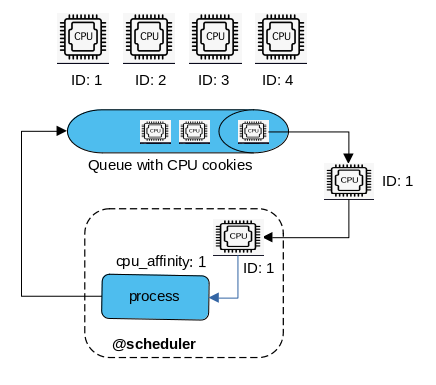 CPU CPU CPU CPU
ID: 1 ID: 2 ID: 3 ID: 4
CPU CPU CPU
Queue with CPU cookies
CPU ID: 1
CPU
cpu_affinity: 1
ID: 1
process
@scheduler